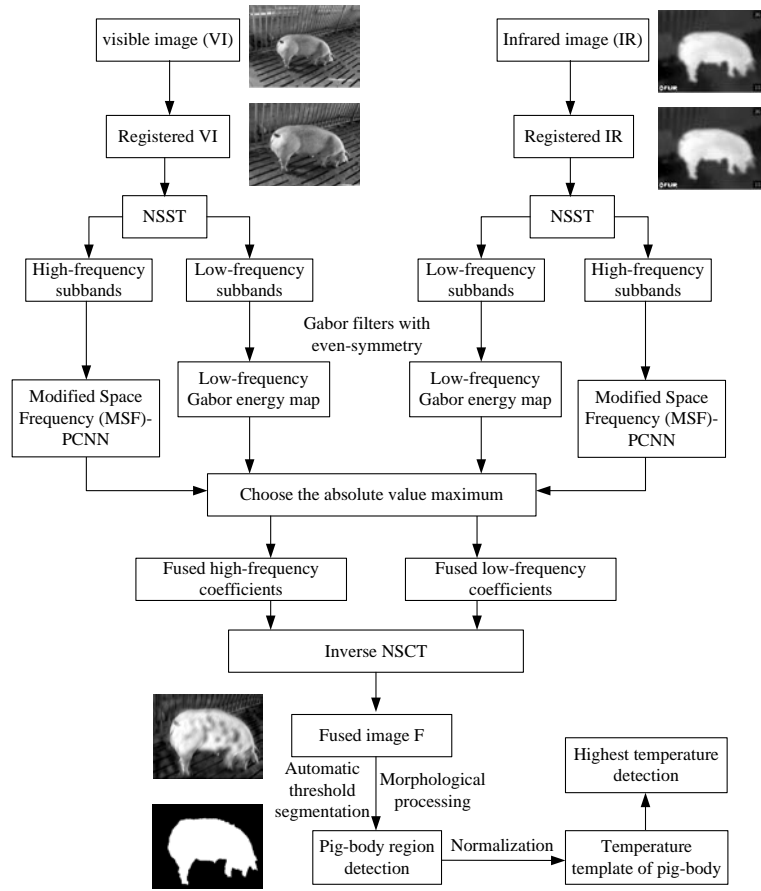 visible image (VI)
Infrared image (IR)
Registered VI
Registered IR
FLIR
FLIR
NSST
NSST
High-frequency
subbands
Low-frequency
subbands
Low-frequency
subbands
High-frequency
subbands
Gabor filters with
even-symmetry
Modified Space
Frequency (MSF)-
PCNN
Low-frequency
Gabor energy map
Low-frequency
Gabor energy map
Modified Space
Frequency (MSF)-
PCNN
Choose the absolute value maximum
Fused high-frequency
coefficients
Fused low-frequency
coefficients
Inverse NSCT
Fused image F
Automatic
threshold
segmentation
Morphological
processing
Highest temperature
detection
Pig-body region
detection
Normalization
Temperature
template of pig-body